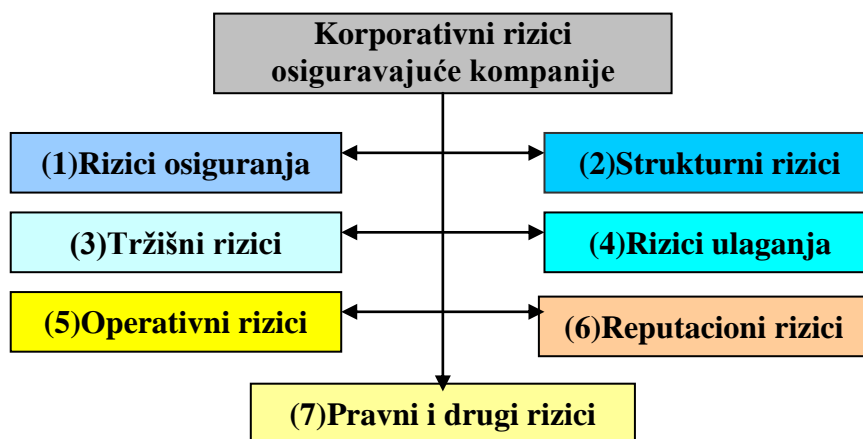 Korporativni rizici
osiguravajuće kompanije
(1)Rizici osiguranja
(2)Strukturni rizici
(3)Tržišni rizici
(4)Rizici ulaganja
(5)Operativni rizici
(6)Reputacioni rizici
(7)Pravni i drugi rizici